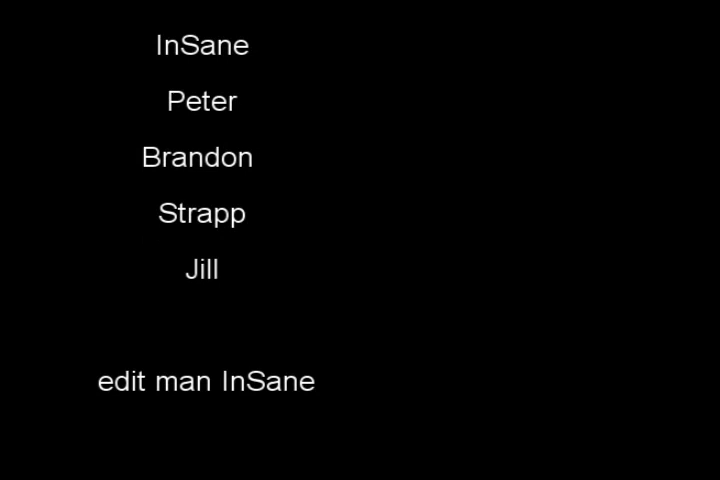 InSane
Peter
Brandon
Strapp
Jill
edit man InSane